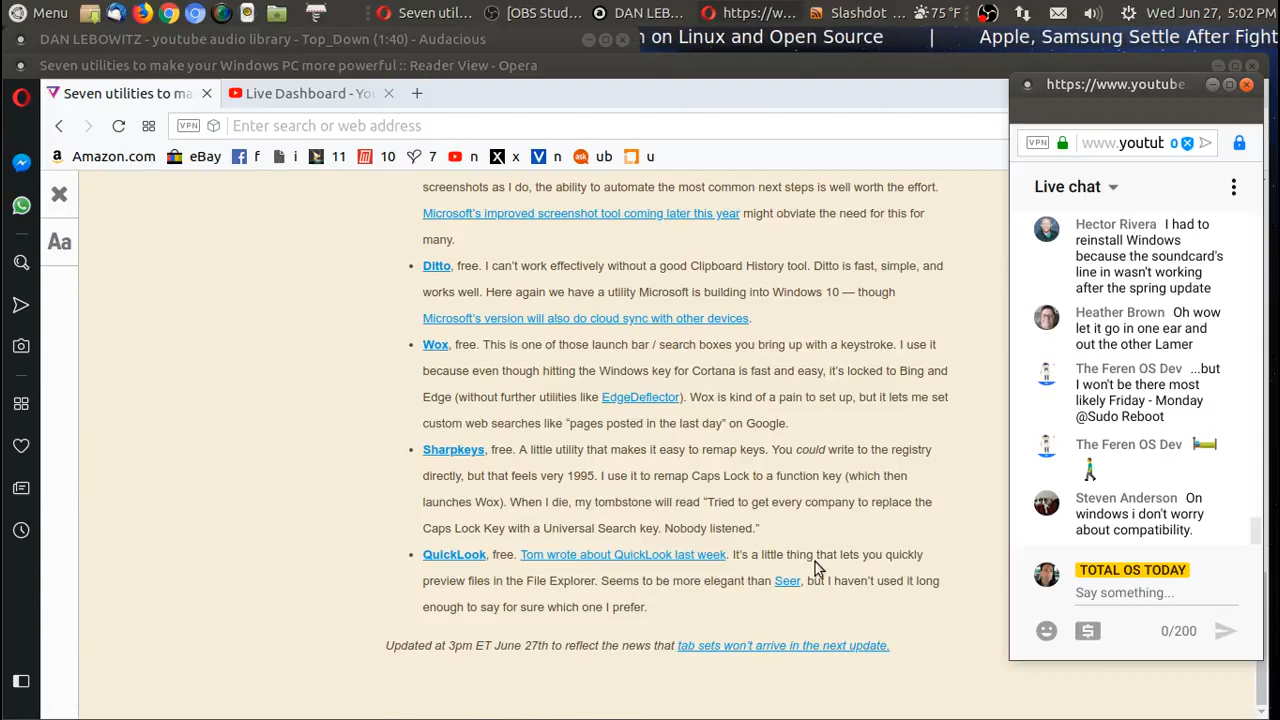 Menu
Seven util...
[OBS Stud...
DAN LEB...
https://w...
Slashdot ...
75°F
Wed Jun 27, 5:02 PM
DAN LEBOWITZ - youtube audio library - Top_Down (1:40) - Audacious
n on Linux and Open Source | Apple, Samsung Settle After Fight
Seven utilities to make your Windows PC more powerful :: Reader View - Opera
https://www.youtube.
Seven utilities to ma
Live Dashboard - You
VPN Enter search or web address
VPN www.youtub 0
Amazon.com eBay f i 11 10 7 n x n ub u
screenshots as I do, the ability to automate the most common next steps is well worth the effort.
Microsoft's improved screenshot tool coming later this year might obviate the need for this for
many.
• Ditto, free. I can't work effectively without a good Clipboard History tool. Ditto is fast, simple, and
works well. Here again we have a utility Microsoft is building into Windows 10 — though
Microsoft's version will also do cloud sync with other devices.
• Wox, free. This is one of those launch bar / search boxes you bring up with a keystroke. I use it
because even though hitting the Windows key for Cortana is fast and easy, it's locked to Bing and
Edge (without further utilities like EdgeDeflector). Wox is kind of a pain to set up, but it lets me set
custom web searches like "pages posted in the last day" on Google.
• Sharpkeys, free. A little utility that makes it easy to remap keys. You could write to the registry
directly, but that feels very 1995. I use it to remap Caps Lock to a function key (which then
launches Wox). When I die, my tombstone will read "Tried to get every company to replace the
Caps Lock Key with a Universal Search key. Nobody listened."
• QuickLook, free. Tom wrote about QuickLook last week. It's a little thing that lets you quickly
preview files in the File Explorer. Seems to be more elegant than Seer, but I haven't used it long
enough to say for sure which one I prefer.
Updated at 3pm ET June 27th to reflect the news that tab sets won't arrive in the next update.
Aa
Live chat
Hector Rivera I had to
reinstall Windows
because the soundcard's
line in wasn't working
after the spring update
Heather Brown Oh wow
let it go in one ear and
out the other Lamer
The Feren OS Dev ...but
I won't be there most
likely Friday - Monday
@Sudo Reboot
The Feren OS Dev
Steven Anderson On
windows i don't worry
about compatibility.
TOTAL OS TODAY
Say something...
0/200